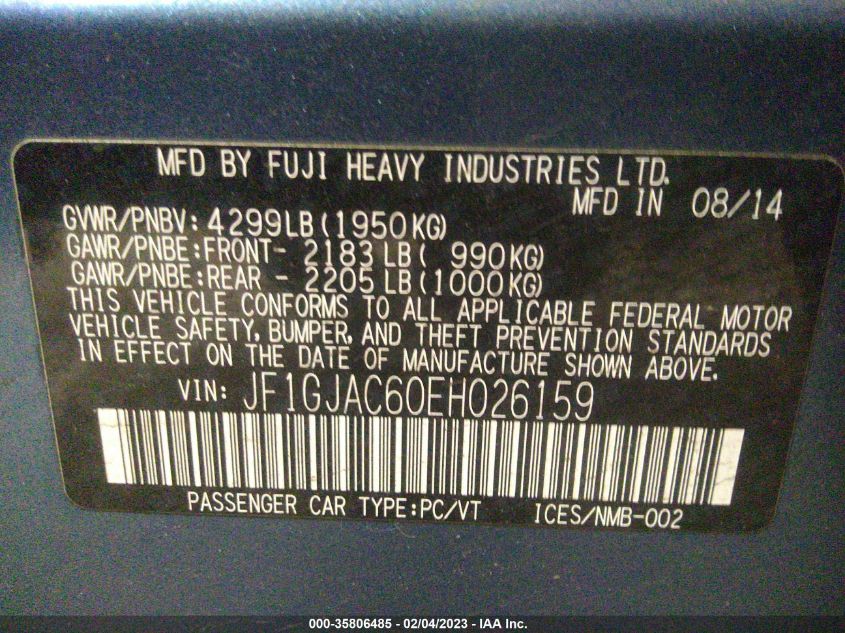 MFD BY FUJI HEAVY INDUSTRIES LTD.
MFD IN 08/14
GVWR/PNBV: 4299LB(1950KG)
GAWR/PNBE:FRONT- 2183 LB( 990KG)
GAWR/PNBE:REAR - 2205 LB(1000KG)
THIS VEHICLE CONFORMS TO ALL APPLICABLE FEDERAL MOTOR
VEHICLE SAFETY, BUMPER, AND THEFT PREVENTION STANDARDS
IN EFFECT ON THE DATE OF MANUFACTURE SHOWN ABOVE.
VIN: JF1GJAC60EH026159
PASSENGER CAR TYPE:PC/VT ICES/NMB-002
000-35806485 - 02/04/2023 - IAA Inc.